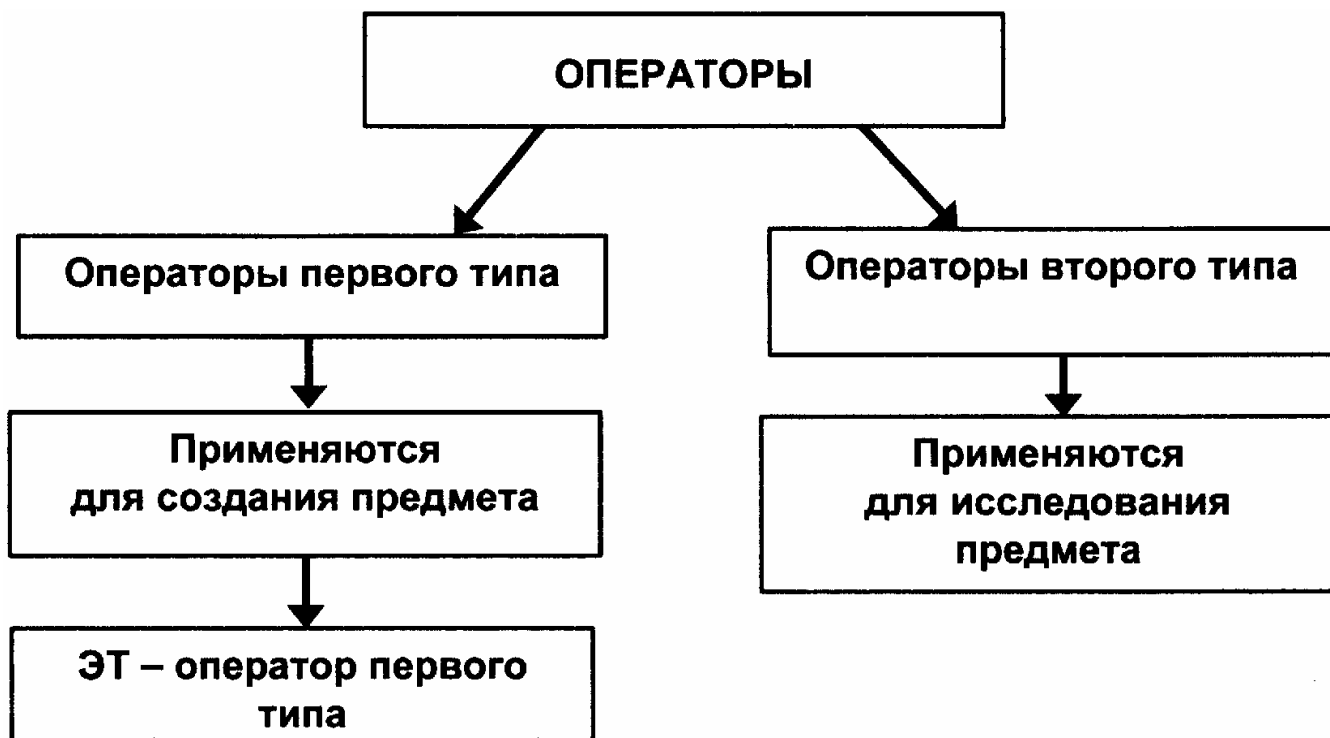 ОПЕРАТОРЫ
Операторы первого типа
Операторы второго типа
Применяются
для создания предмета
Применяются
для исследования
предмета
ЭТ – оператор первого
типа